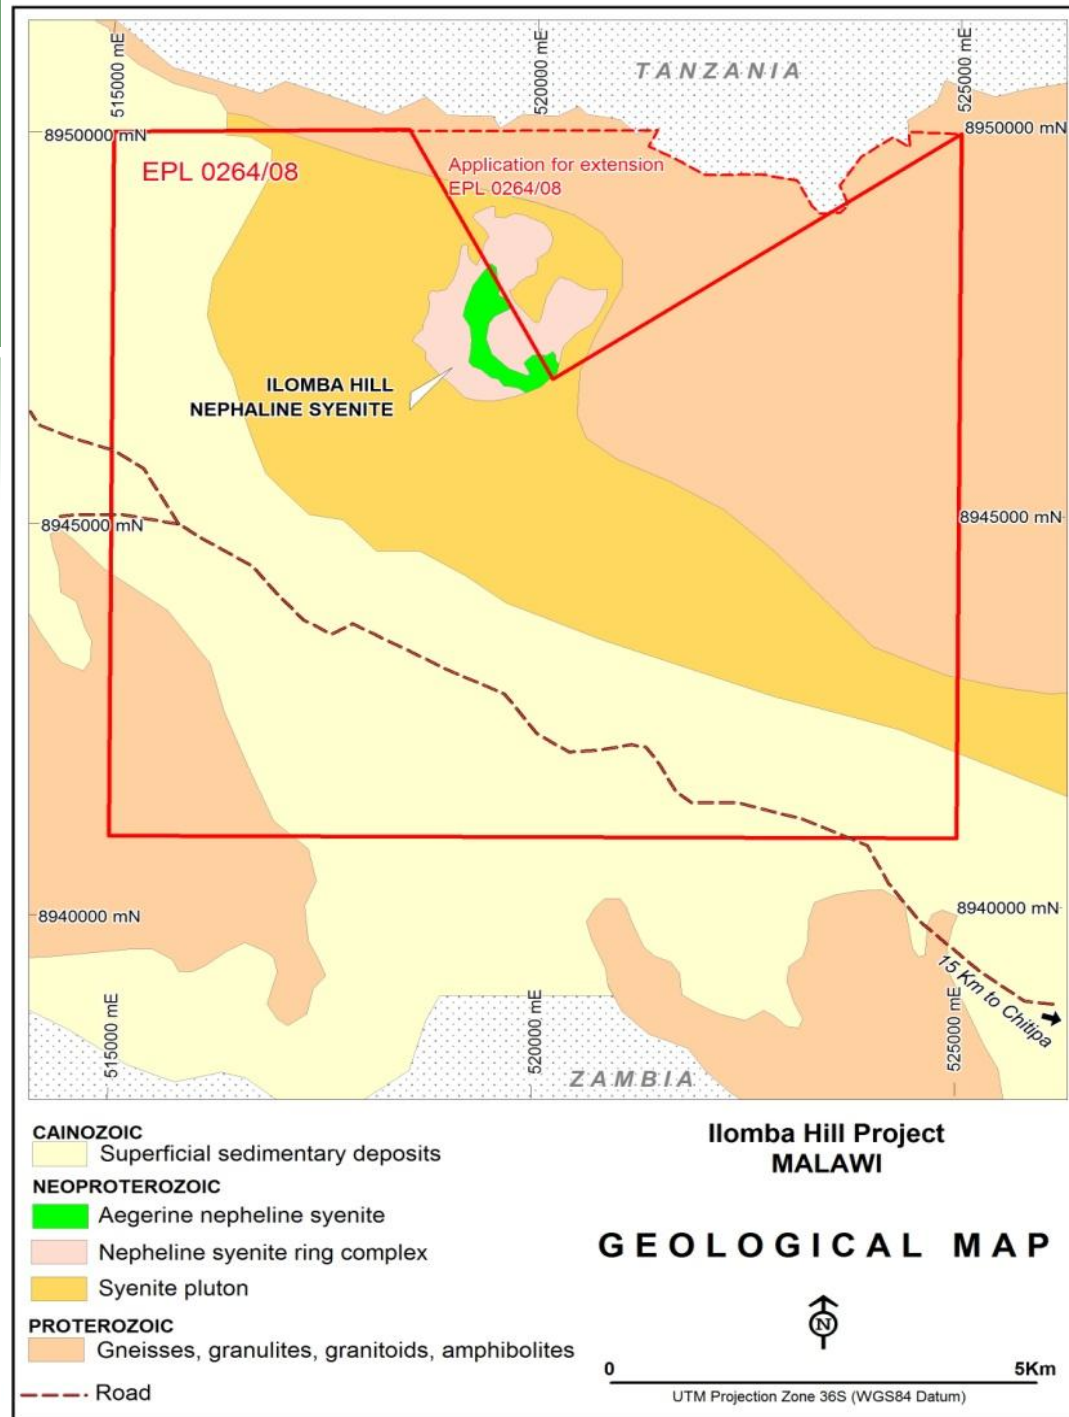 515000 mE
520000 mE
525000 mE
TANZANIA
8950000 mN
8950000 mN
EPL 0264/08
Application for extension
EPL 0264/08
ILOMBA HILL
NEPHALINE SYENITE
8945000 mN
8945000 mN
8940000 mN
8940000 mN
15 Km to Chitipa
515000 mE
520000 mE
525000 mE
ZAMBIA
CAINOZOIC
Superficial sedimentary deposits
NEOPROTEROZOIC
Aegerine nepheline syenite
Nepheline syenite ring complex
Syenite pluton
PROTEROZOIC
Gneisses, granulites, granitoids, amphibolites
Road
Ilomba Hill Project
MALAWI
GEOLOGICAL MAP
N
0 5Km
UTM Projection Zone 36S (WGS84 Datum)